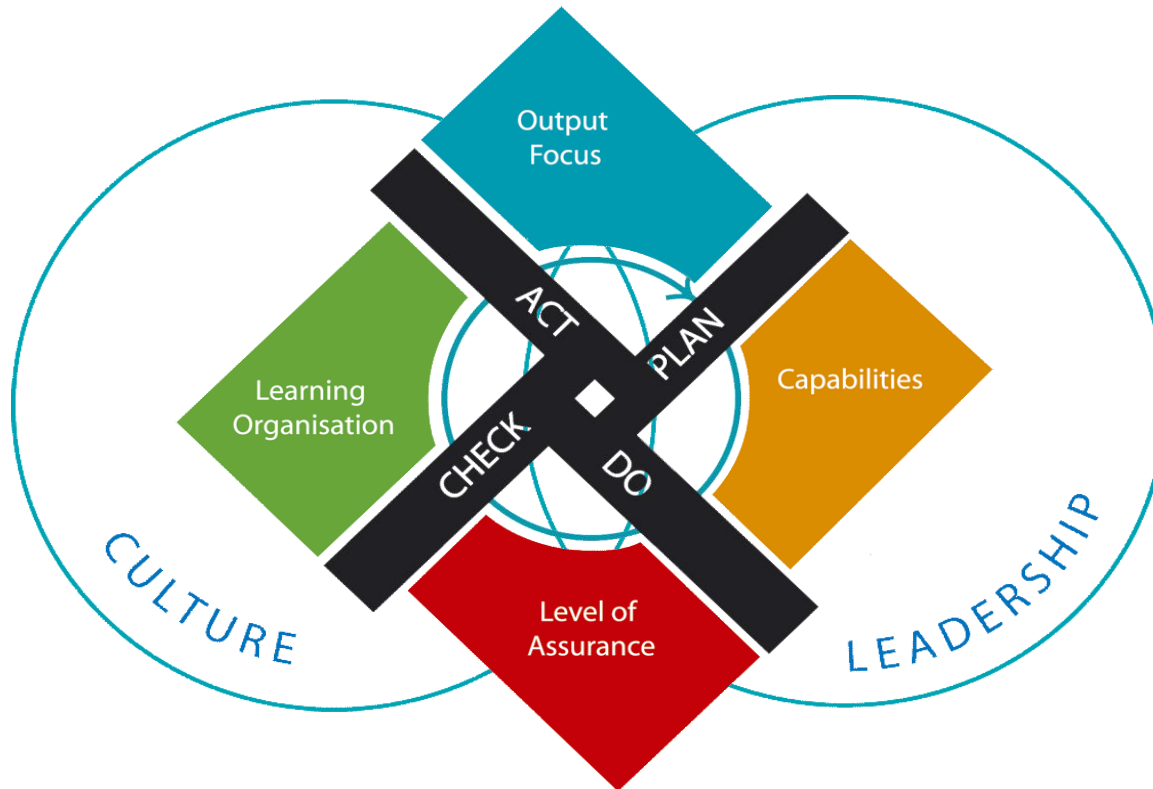 Output
Focus
ACT
PLAN
Learning
Organisation
Capabilities
CHECK
DO
Level of
Assurance
CULTURE
LEADERSHIP